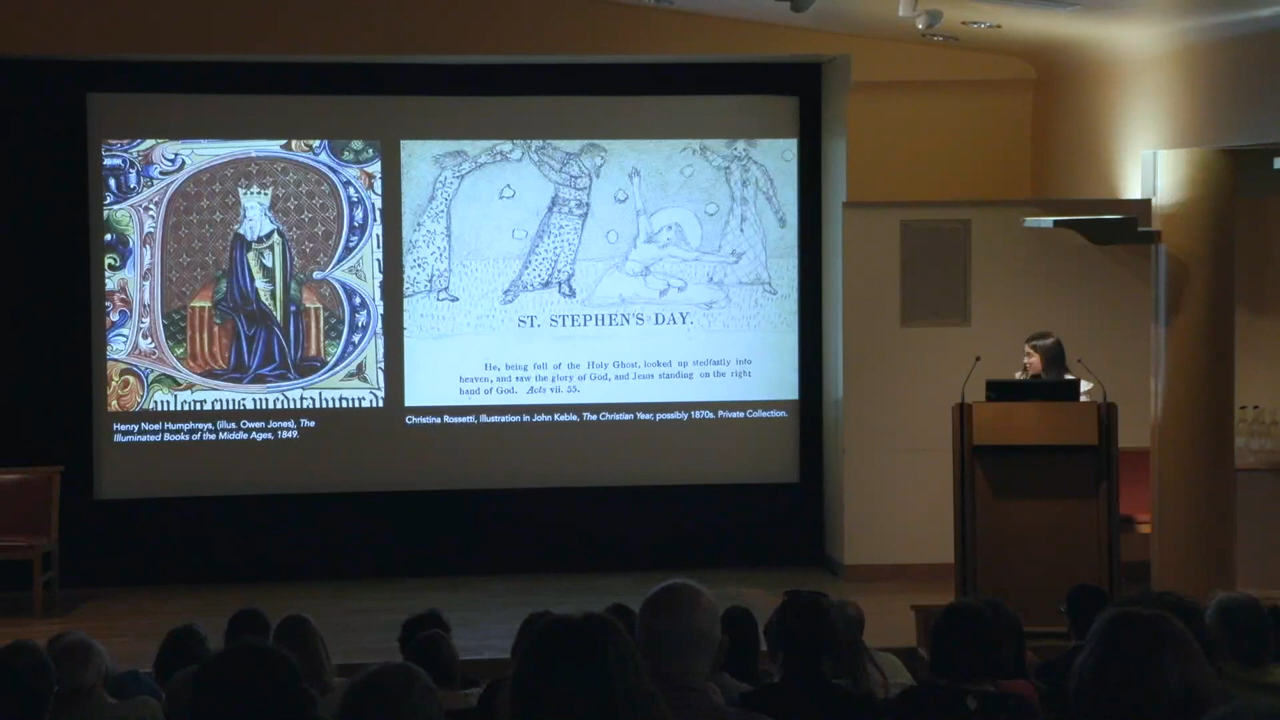 aulege eius meditabitur d
Henry Noel Humphreys, (illus. Owen Jones), The
Illuminated Books of the Middle Ages, 1849.
ST. STEPHEN'S DAY.
He, being full of the Holy Ghost, looked up stedfastly into
heaven, and saw the glory of God, and Jesus standing on the right
hand of God. Acts vii. 55.
Christina Rossetti, Illustration in John Keble, The Christian Year, possibly 1870s. Private Collection.